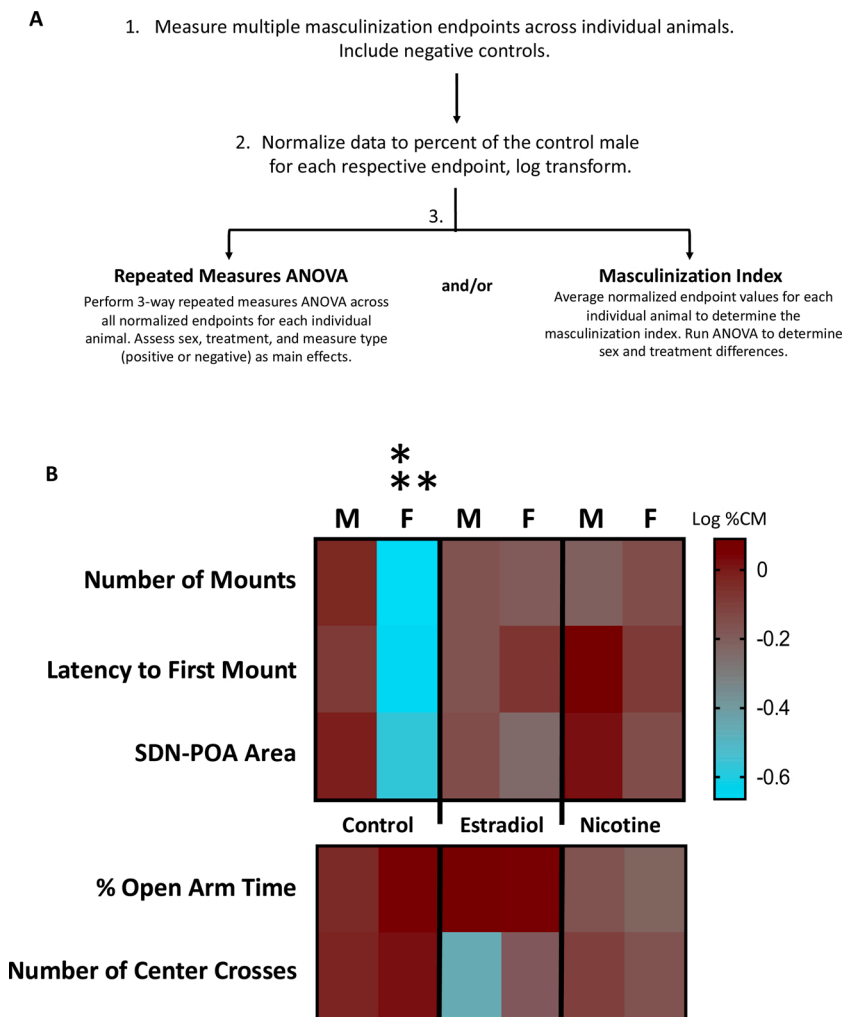 A
1. Measure multiple masculinization endpoints across individual animals.
Include negative controls.
2. Normalize data to percent of the control male
for each respective endpoint, log transform.
3.
Repeated Measures ANOVA
Perform 3-way repeated measures ANOVA across
all normalized endpoints for each individual
animal. Assess sex, treatment, and measure type
(positive or negative) as main effects.
and/or
Masculinization Index
Average normalized endpoint values for each
individual animal to determine the
masculinization index. Run ANOVA to determine
sex and treatment differences.
B
*
**
M F M F M F
Log %CM
Number of Mounts
Latency to First Mount
SDN-POA Area
0
-0.2
-0.4
-0.6
Control Estradiol Nicotine
% Open Arm Time
Number of Center Crosses